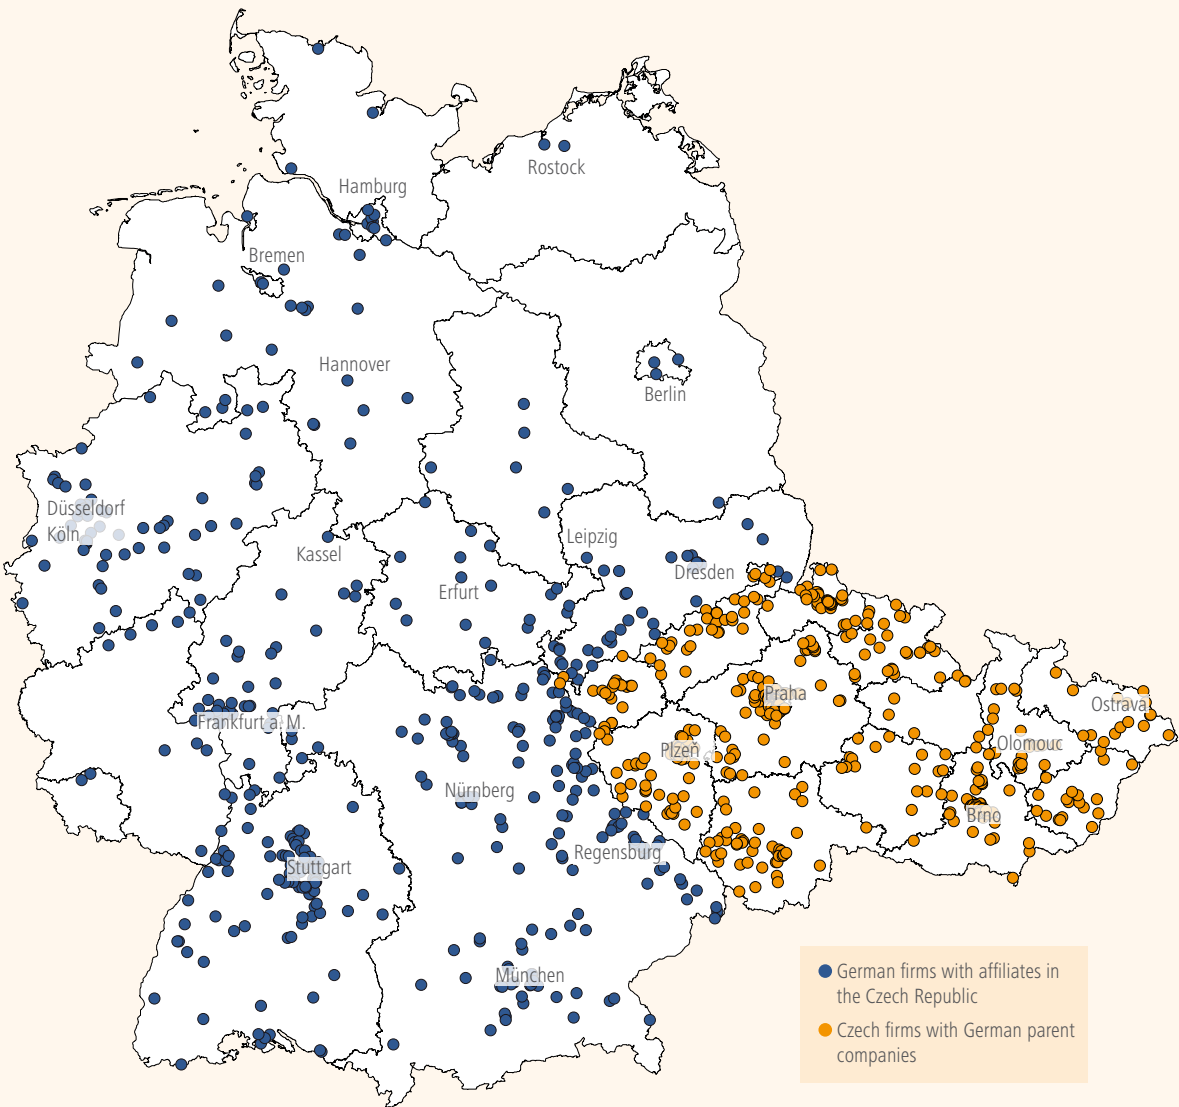 Rostock
Hamburg
Bremen
Hannover
Berlin
Düsseldorf
Köln
Leipzig
Kassel
Dresden
Erfurt
Praha
Ostrava
Frankfurt a. M.
Olomouc
Plzeň
Nürnberg
Brno
Regensburg
Stuttgart
München
German firms with affiliates in
the Czech Republic
Czech firms with German parent
companies